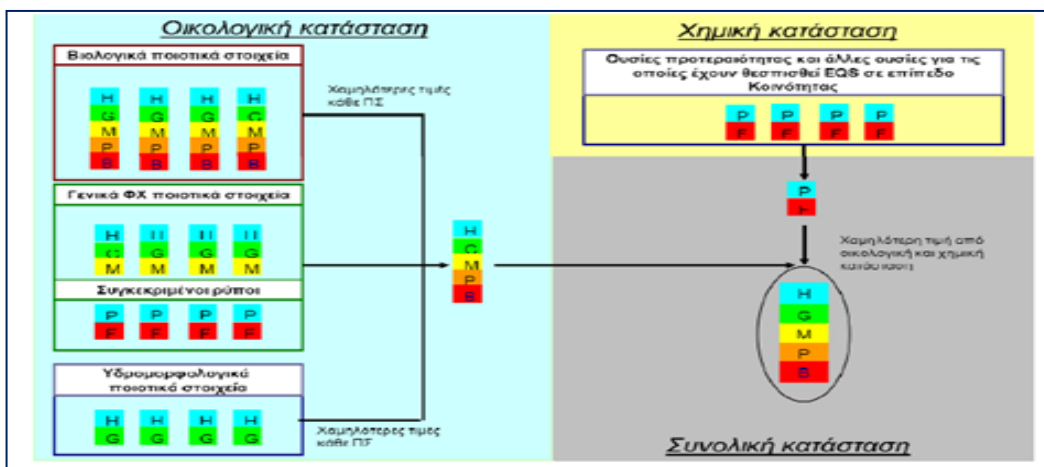 Οικολογική κατάσταση
Βιολογικά ποιοτικά στοιχεία
H H H H
G G G C
M M M M
P P P P
B B B B
Χαμηλότερες τιμές
κάθε ΠΣ
Γενικά ΦΧ ποιοτικά στοιχεία
H H H H
G G G G
M M M M
Συγκεκριμένοι ρύποι
P P P P
F F F F
Υδρομορφολογικά
ποιοτικά στοιχεία
H H H H
G G G G
Χαμηλότερες τιμές
κάθε ΠΣ
H
G
M
P
B
Χημική κατάσταση
Ουσίες προτεραιότητας και άλλες ουσίες για τις
οποίες έχουν θεσπισθεί EQS σε επίπεδο
Κοινότητας
P P P P
F F F F
P
F
Χαμηλότερη τιμή από
οικολογική και χημική
κατάσταση
H
G
M
P
B
Συνολική κατάσταση